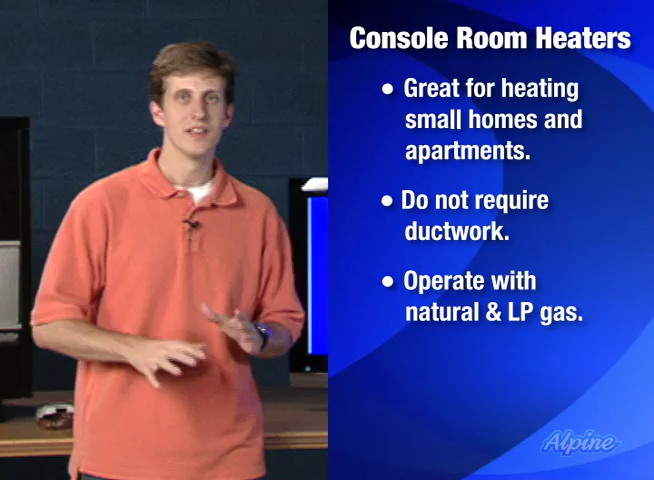 Console Room Heaters
• Great for heating
small homes and
apartments.
• Do not require
ductwork.
• Operate with
natural & LP gas.
Alpine